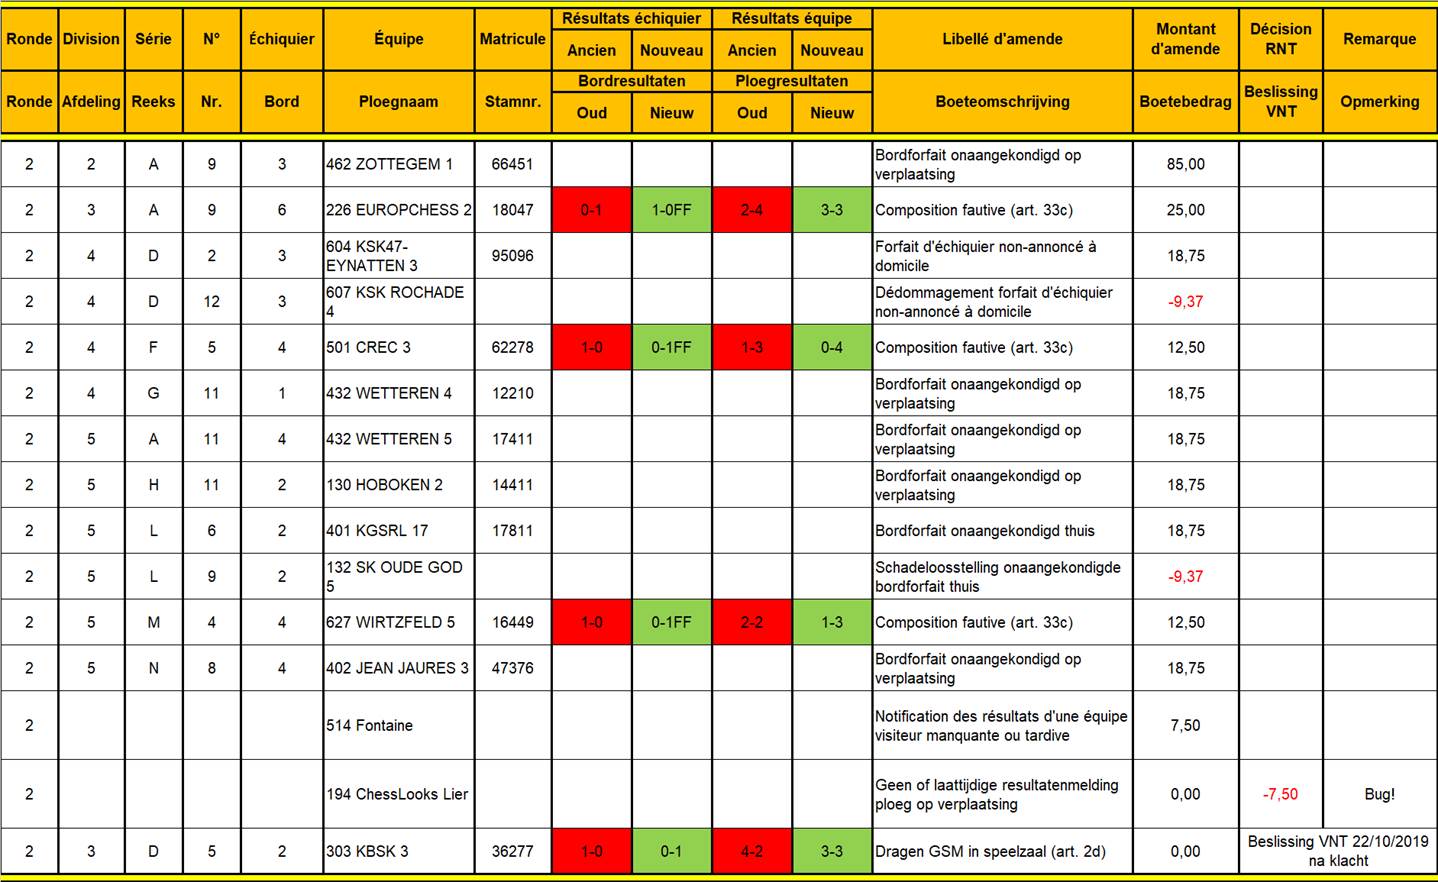 Ronde Division Série N° Échiquier Équipe Matricule Résultats échiquier Résultats équipe Libellé d'amende Montant d'amende Décision RNT Remarque
Ancien Nouveau Ancien Nouveau
Ronde Afdeling Reeks Nr. Bord Ploegnaam Stamnr. Bordresultaten Ploegresultaten Boeteomschrijving Boetebedrag Beslissing VNT Opmerking
Oud Nieuw Oud Nieuw
2 2 A 9 3 462 ZOTTEGEM 1 66451 Bordforfait onaangekondigd op verplaatsing 85,00
2 3 A 9 6 226 EUROPCHESS 2 18047 0-1 1-0FF 2-4 3-3 Composition fautive (art. 33c) 25,00
2 4 D 2 3 604 KSK47-EYNATTEN 3 95096 Forfait d'échiquier non-annoncé à domicile 18,75
2 4 D 12 3 607 KSK ROCHADE 4 Dédommagement forfait d'échiquier non-annoncé à domicile -9,37
2 4 F 5 4 501 CREC 3 62278 1-0 0-1FF 1-3 0-4 Composition fautive (art. 33c) 12,50
2 4 G 11 1 432 WETTEREN 4 12210 Bordforfait onaangekondigd op verplaatsing 18,75
2 5 A 11 4 432 WETTEREN 5 17411 Bordforfait onaangekondigd op verplaatsing 18,75
2 5 H 11 2 130 HOBOKEN 2 14411 Bordforfait onaangekondigd op verplaatsing 18,75
2 5 L 6 2 401 KGSRL 17 17811 Bordforfait onaangekondigd thuis 18,75
2 5 L 9 2 132 SK OUDE GOD 5 Schadeloosstelling onaangekondigde bordforfait thuis -9,37
2 5 M 4 4 627 WIRTZFELD 5 16449 1-0 0-1FF 2-2 1-3 Composition fautive (art. 33c) 12,50
2 5 N 8 4 402 JEAN JAURES 3 47376 Bordforfait onaangekondigd op verplaatsing 18,75
2 514 Fontaine Notification des résultats d'une équipe visiteur manquante ou tardive 7,50
2 194 ChessLooks Lier Geen of laattijdige resultatenmelding ploeg op verplaatsing 0,00 -7,50 Bug!
2 3 D 5 2 303 KBSK 3 36277 1-0 0-1 4-2 3-3 Dragen GSM in speelzaal (art. 2d) 0,00 Beslissing VNT 22/10/2019 na klacht